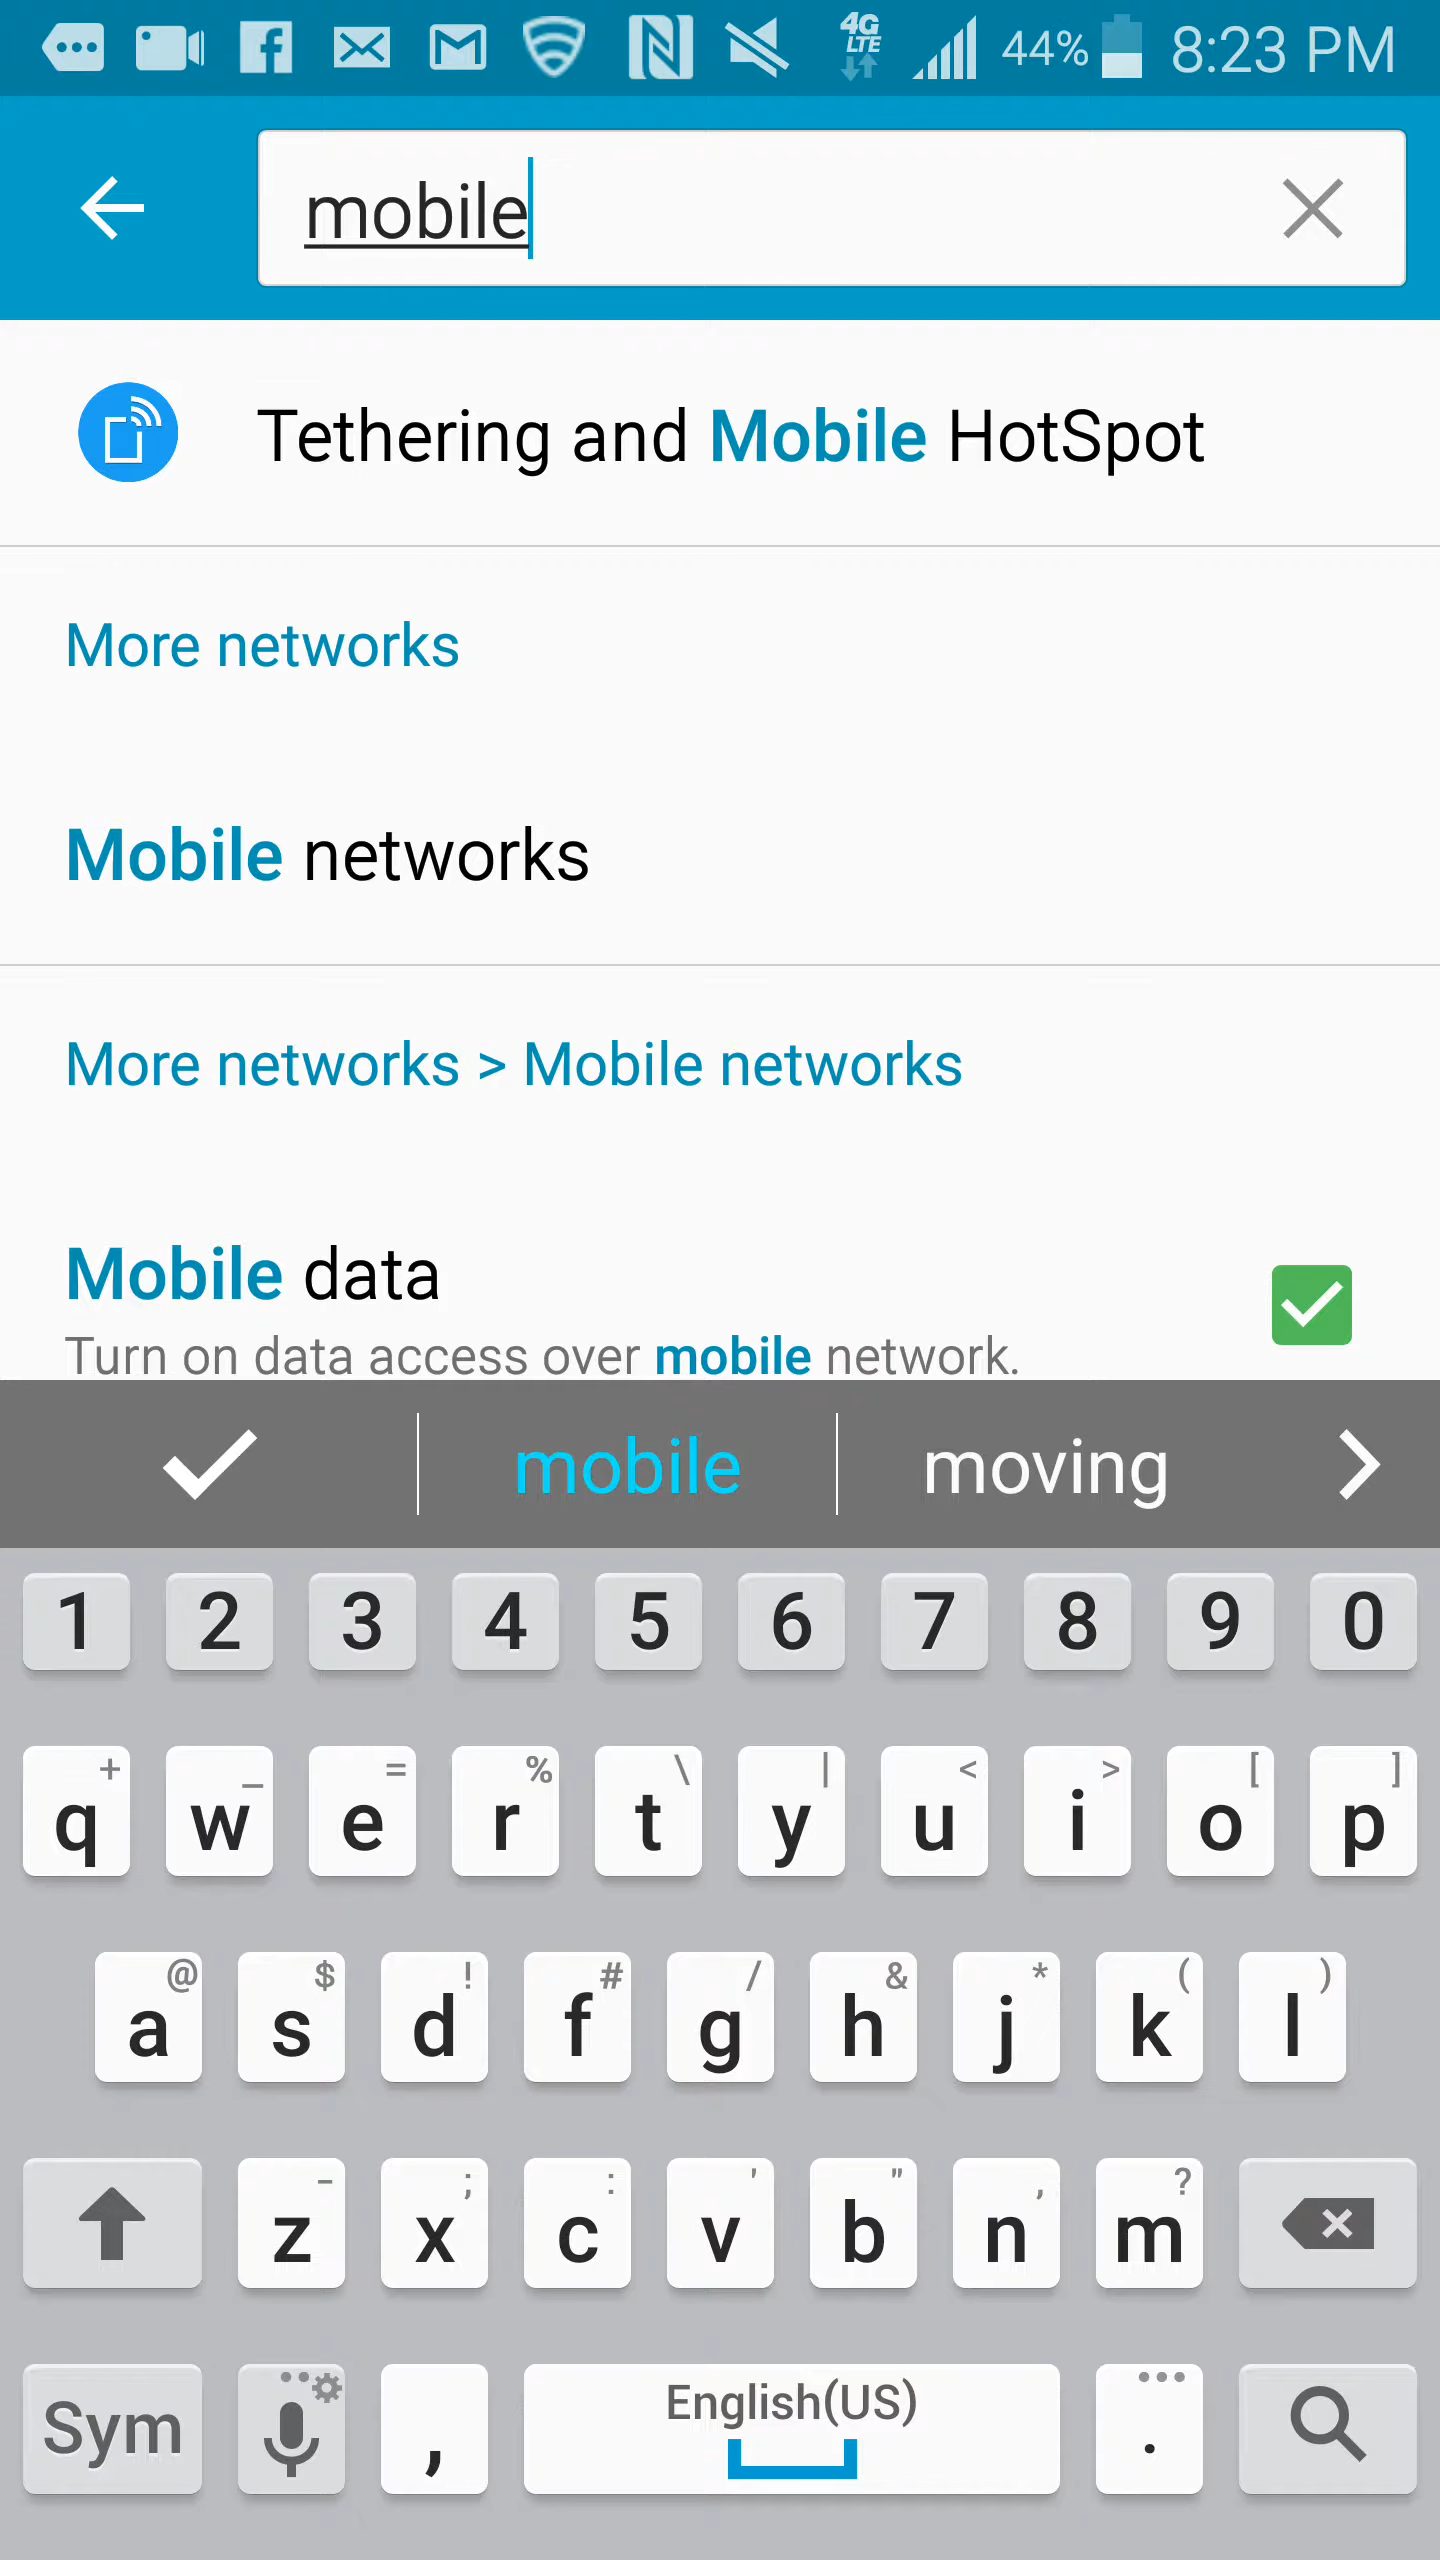 4G LTE 44% 8:23 PM
mobile
Tethering and Mobile HotSpot
More networks
Mobile networks
More networks > Mobile networks
Mobile data
Turn on data access over mobile network.
mobile moving
1 2 3 4 5 6 7 8 9 0
+ _ = % \ | < > [ ]
q w e r t y u i o p
@ $ ! # / & * ( )
a s d f g h j k l
- ; : ' " , ?
z x c v b n m
Sym , English(US) .